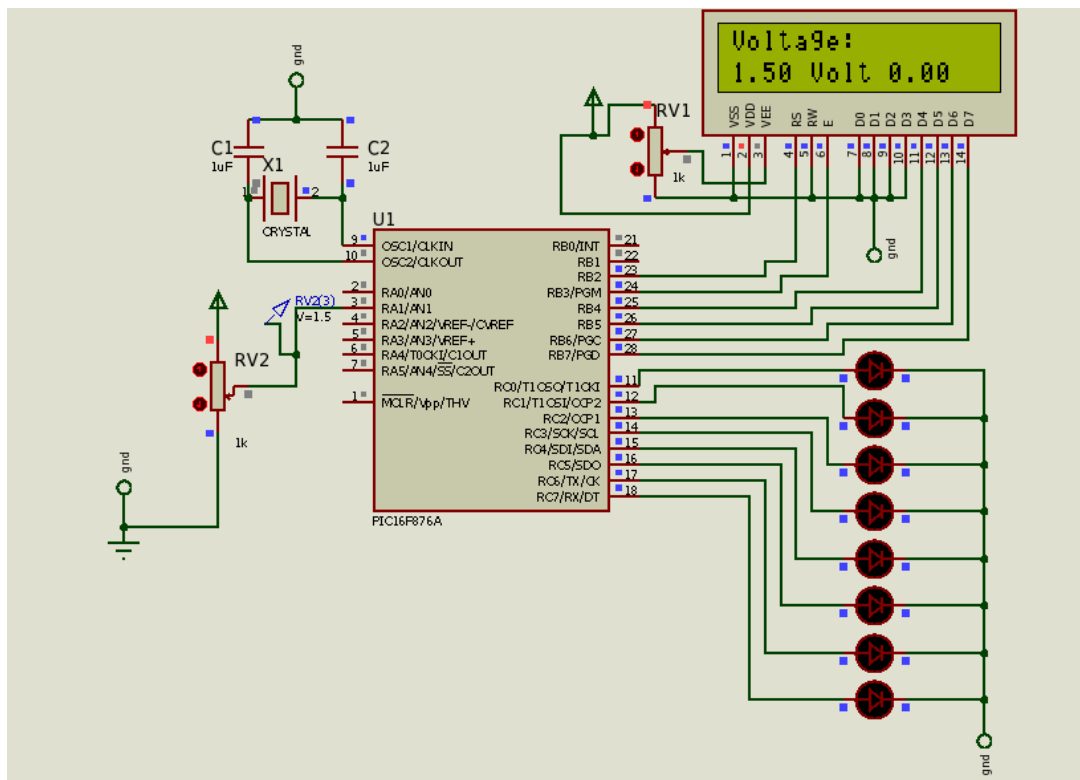 Voltage:
1.50 Volt 0.00
VSS VDD VEE RS RW E D0 D1 D2 D3 D4 D5 D6 D7
1 2 3 4 5 6 7 8 9 10 11 12 13 14
gnd
RV1
1k
C1
1uF
C2
1uF
X1
1 2
CRYSTAL
gnd
U1
9 OSC1/CLKIN
10 OSC2/CLKOUT
2 RA0/AN0
3 RA1/AN1
4 RA2/AN2/VREF-/CVREF
5 RA3/AN3/VREF+
6 RA4/T0CKI/C1OUT
7 RA5/AN4/SS/C2OUT
1 MCLR/Vpp/THV
RB0/INT 21
RB1 22
RB2 23
RB3/PGM 24
RB4 25
RB5 26
RB6/PGC 27
RB7/PGD 28
RC0/T1OSO/T1CKI 11
RC1/T1OSI/CCP2 12
RC2/CCP1 13
RC3/SCK/SCL 14
RC4/SDI/SDA 15
RC5/SDO 16
RC6/TX/CK 17
RC7/RX/DT 18
PIC16F876A
RV2(3)
V=1.5
RV2
1k
gnd
gnd